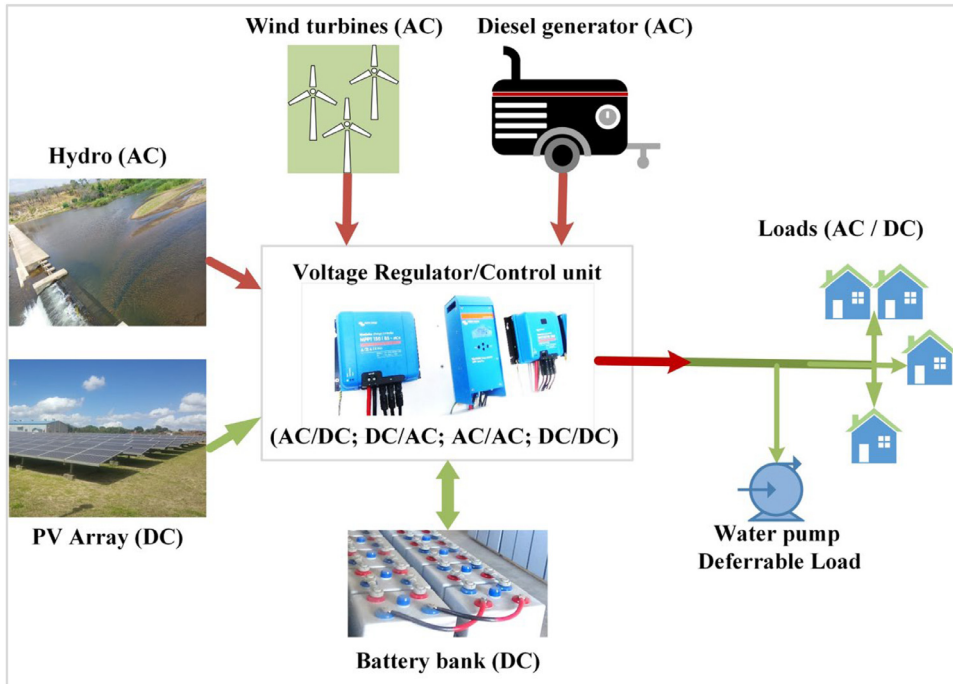 Wind turbines (AC)
Diesel generator (AC)
Hydro (AC)
Voltage Regulator/Control unit
Loads (AC / DC)
(AC/DC; DC/AC; AC/AC; DC/DC)
PV Array (DC)
Water pump
Deferrable Load
Battery bank (DC)